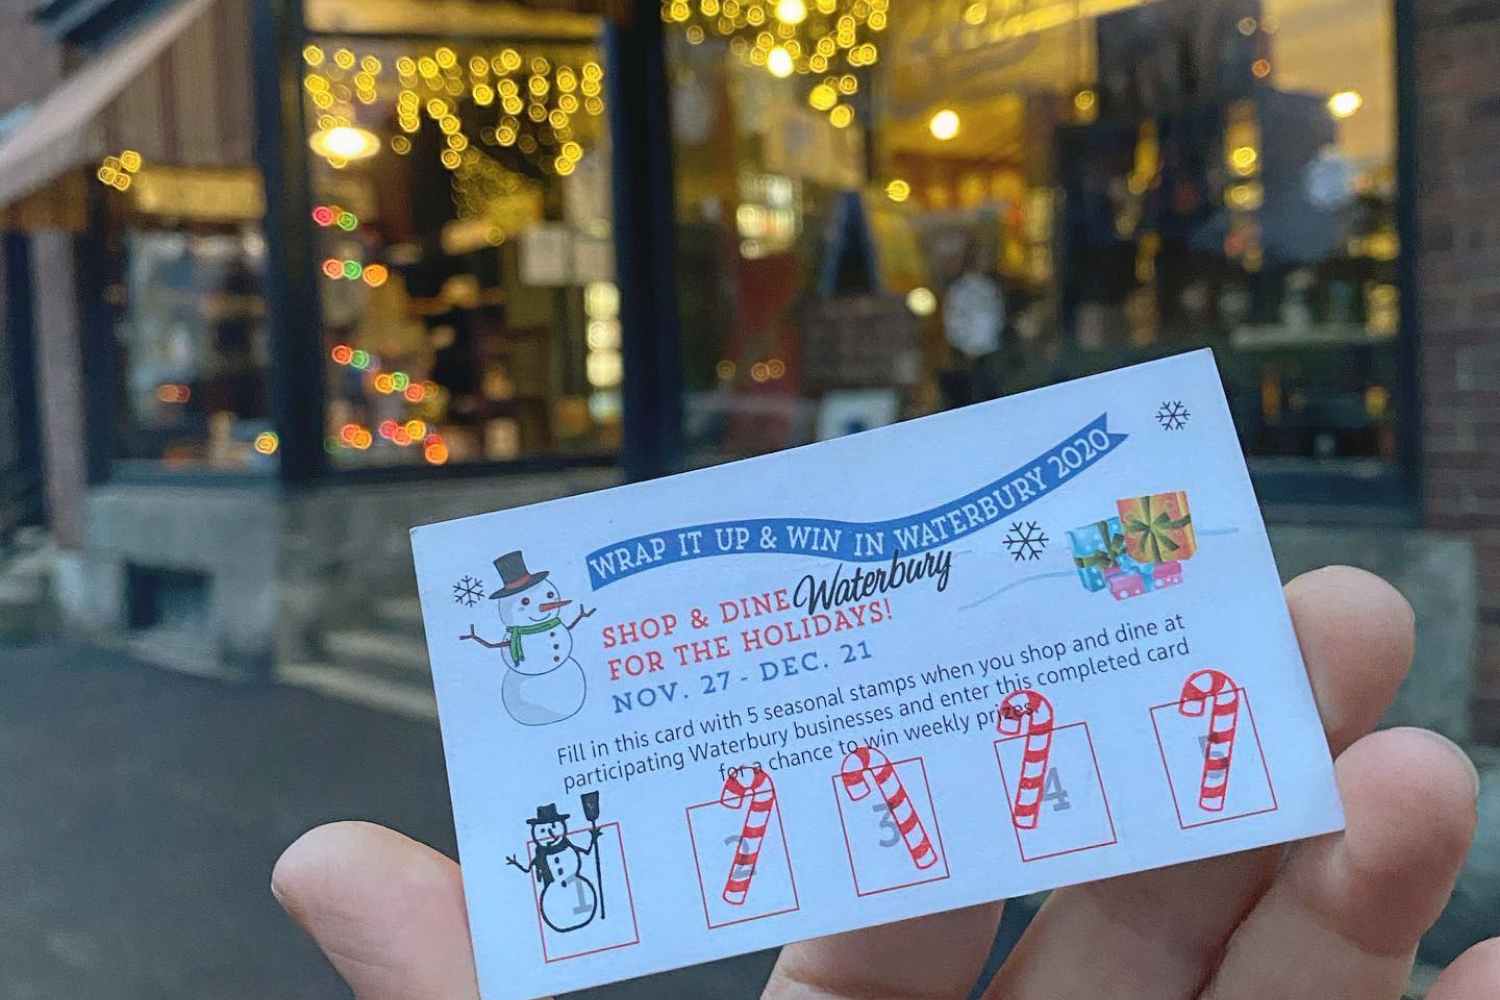 WRAP IT UP & WIN IN WATERBURY 2020
SHOP & DINE Waterbury
FOR THE HOLIDAYS!
NOV. 27 - DEC. 21
Fill in this card with 5 seasonal stamps when you shop and dine at
participating Waterbury businesses and enter this completed card
for a chance to win weekly prizes.
1 2 3 4 5